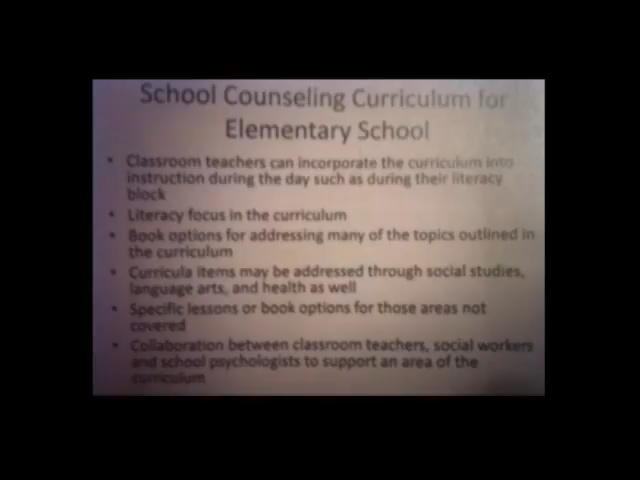 School Counseling Curriculum for
Elementary School
• Classroom teachers can incorporate the curriculum into
instruction during the day such as during their literacy
block
• Literacy focus in the curriculum
• Book options for addressing many of the topics outlined in
the curriculum
• Curricula items may be addressed through social studies,
language arts, and health as well
• Specific lessons or book options for those areas not
covered
• Collaboration between classroom teachers, social workers
and school psychologists to support an area of the
curriculum